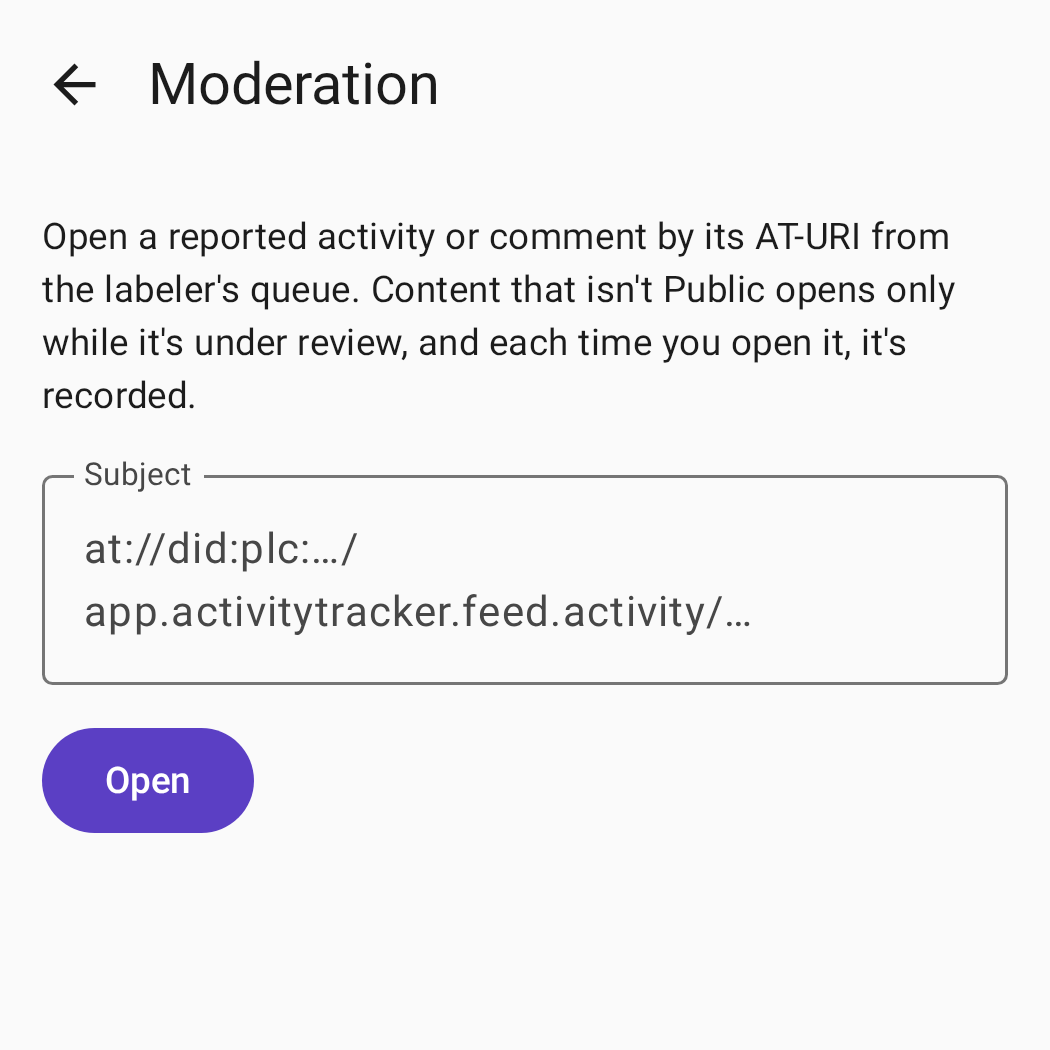 Moderation
Open a reported activity or comment by its AT-URI from
the labeler's queue. Content that isn't Public opens only
while it's under review, and each time you open it, it's
recorded.
Subject
at://did:plc:…/
app.activitytracker.feed.activity/…
Open